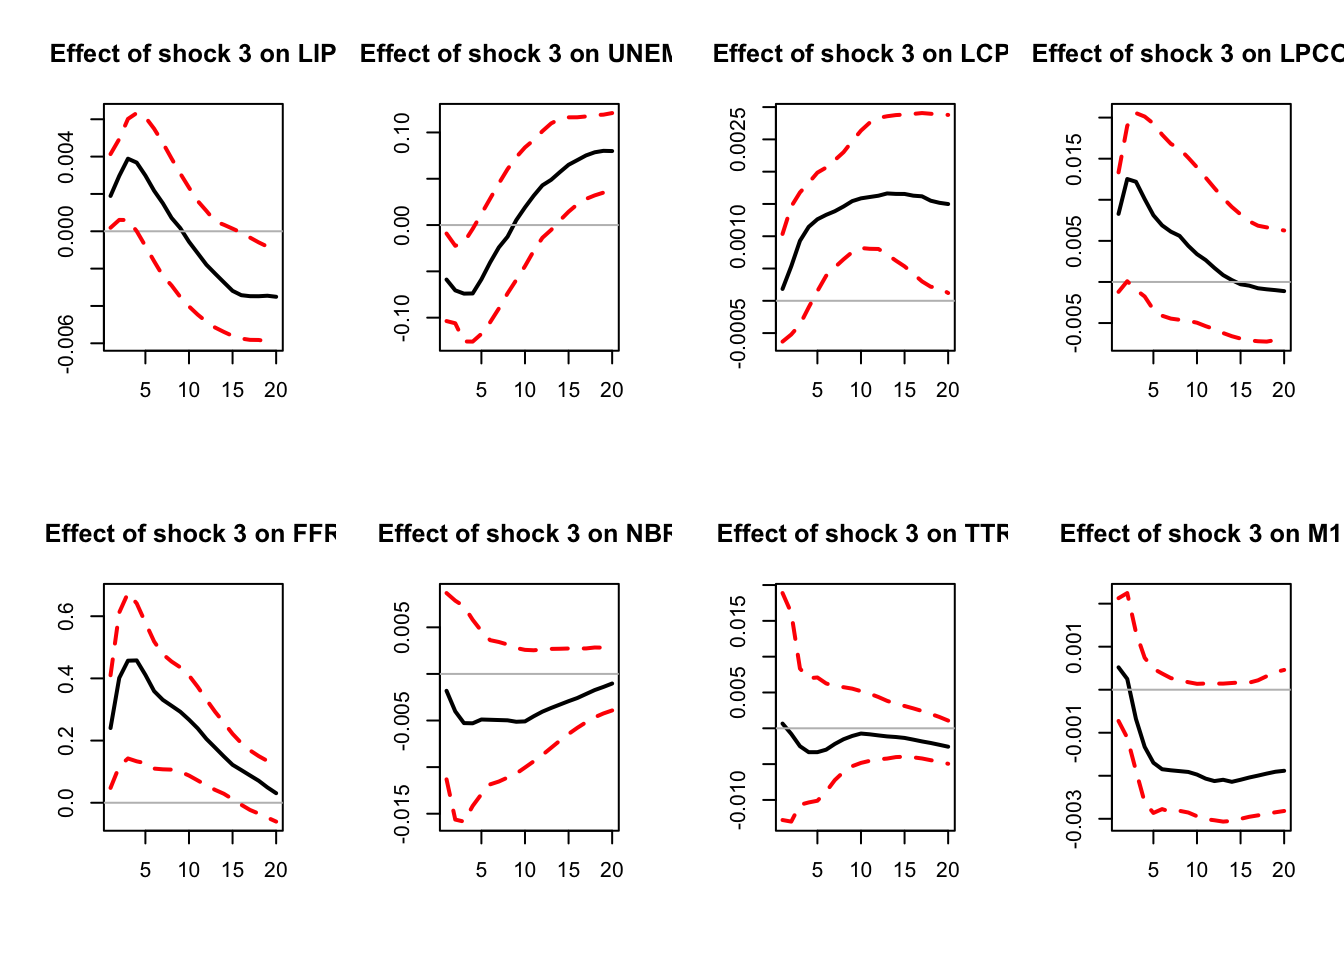 Effect of shock 3 on LIP
Effect of shock 3 on UNEM
Effect of shock 3 on LCP
Effect of shock 3 on LPCO
0.004
0.000
-0.006
5 10 15 20
0.10
0.00
-0.10
5 10 15 20
0.0025
0.0010
-0.0005
5 10 15 20
0.015
0.005
-0.005
5 10 15 20
Effect of shock 3 on FFR
Effect of shock 3 on NBR
Effect of shock 3 on TTR
Effect of shock 3 on M1
0.6
0.4
0.2
0.0
5 10 15 20
0.005
-0.005
-0.015
5 10 15 20
0.015
0.005
-0.010
5 10 15 20
0.001
-0.001
-0.003
5 10 15 20